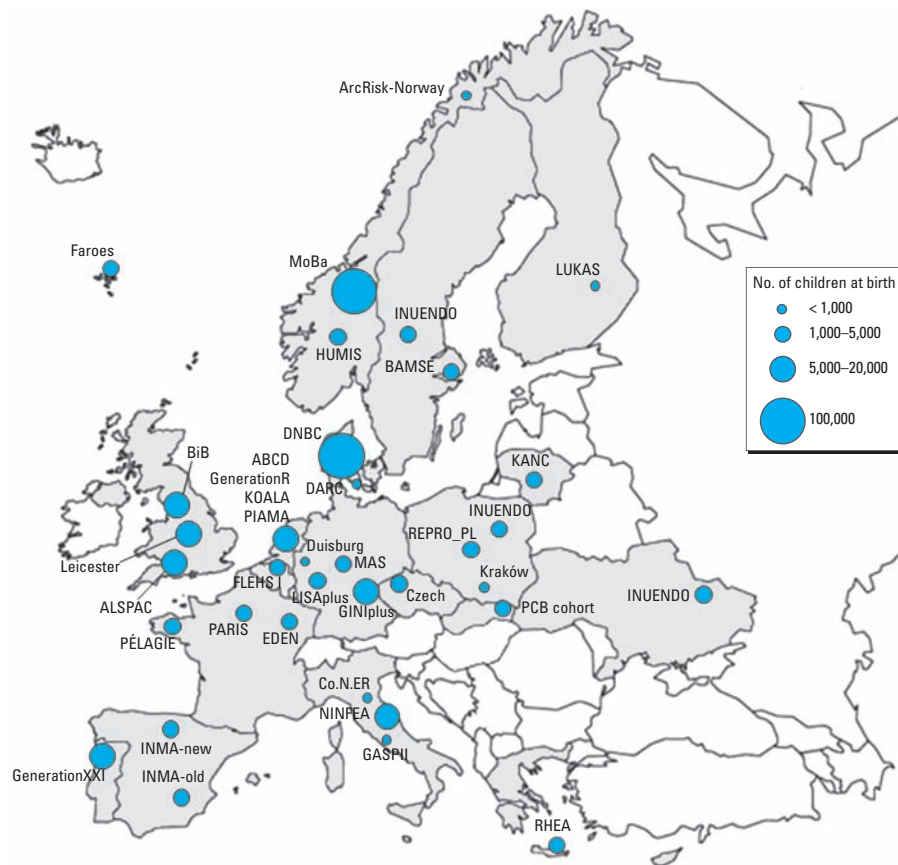 ArcRisk-Norway
Faroes
MoBa
LUKAS
No. of children at birth
< 1,000
1,000–5,000
5,000–20,000
100,000
INUENDO
HUMIS
BAMSE
DNBC
BiB
ABCD
GenerationR
KOALA
PIAMA
DARC
KANC
INUENDO
REPRO_PL
Leicester
Duisburg
MAS
FLEHS I
LISAplus
GINIplus
Czech
Kraków
PCB cohort
INUENDO
ALSPAC
PÉLAGIE
PARIS
EDEN
Co.N.ER
NINFEA
GASPII
INMA-new
GenerationXXI
INMA-old
RHEA